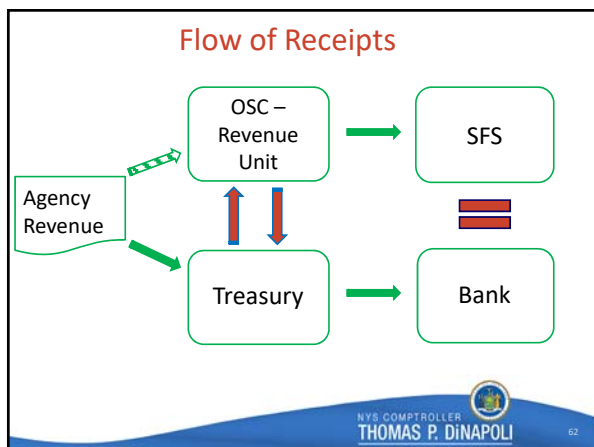 Flow of Receipts
OSC –
Revenue
Unit
SFS
Agency
Revenue
Treasury
Bank
NYS COMPTROLLER
THOMAS P. DiNAPOLI
62